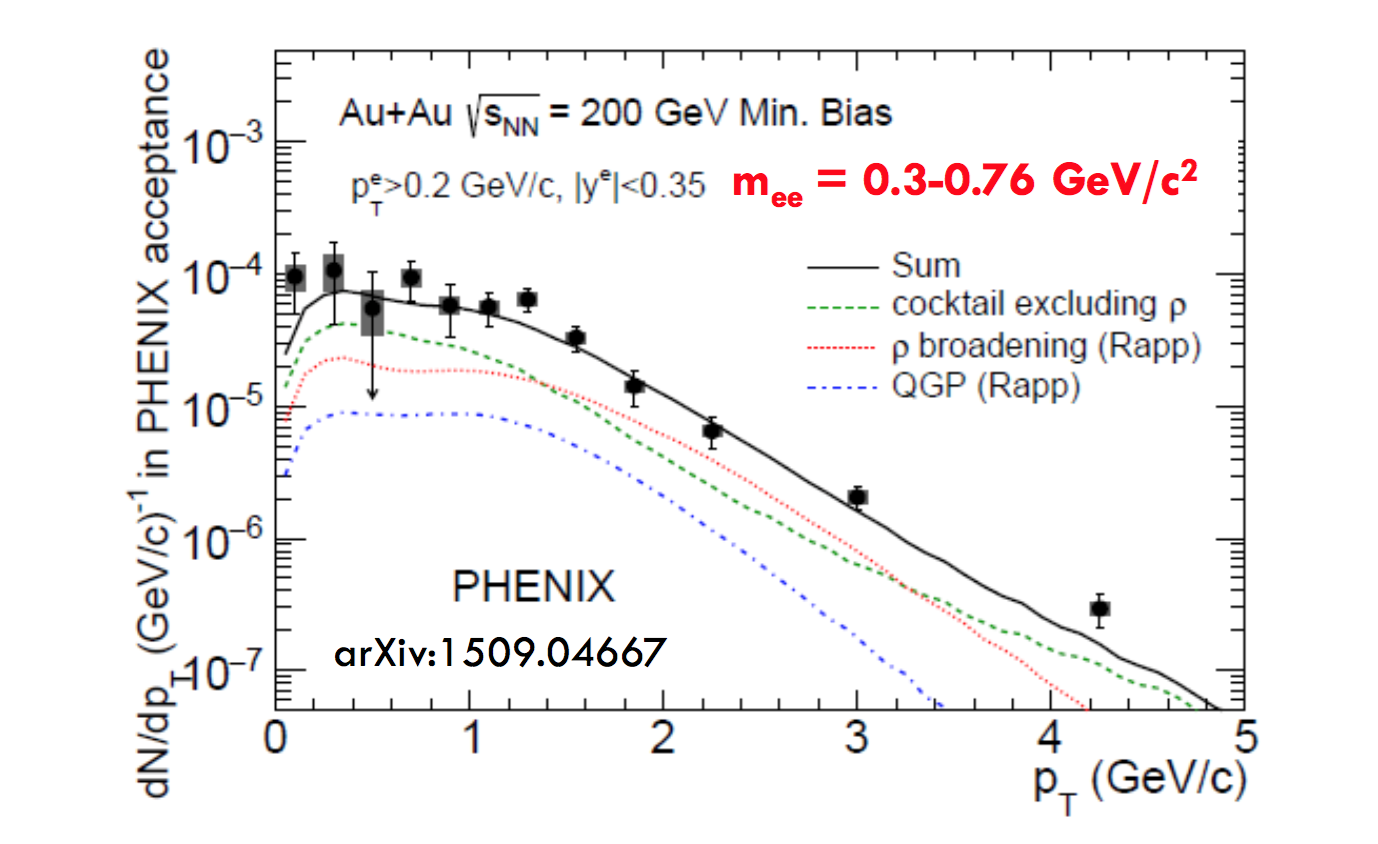 Au+Au √sNN = 200 GeV Min. Bias
pᵉT>0.2 GeV/c, |yᵉ|<0.35 mee = 0.3-0.76 GeV/c²
Sum
cocktail excluding ρ
ρ broadening (Rapp)
QGP (Rapp)
PHENIX
arXiv:1509.04667
dN/dpT (GeV/c)⁻¹ in PHENIX acceptance
10⁻³
10⁻⁴
10⁻⁵
10⁻⁶
10⁻⁷
0 1 2 3 4 5
pT (GeV/c)